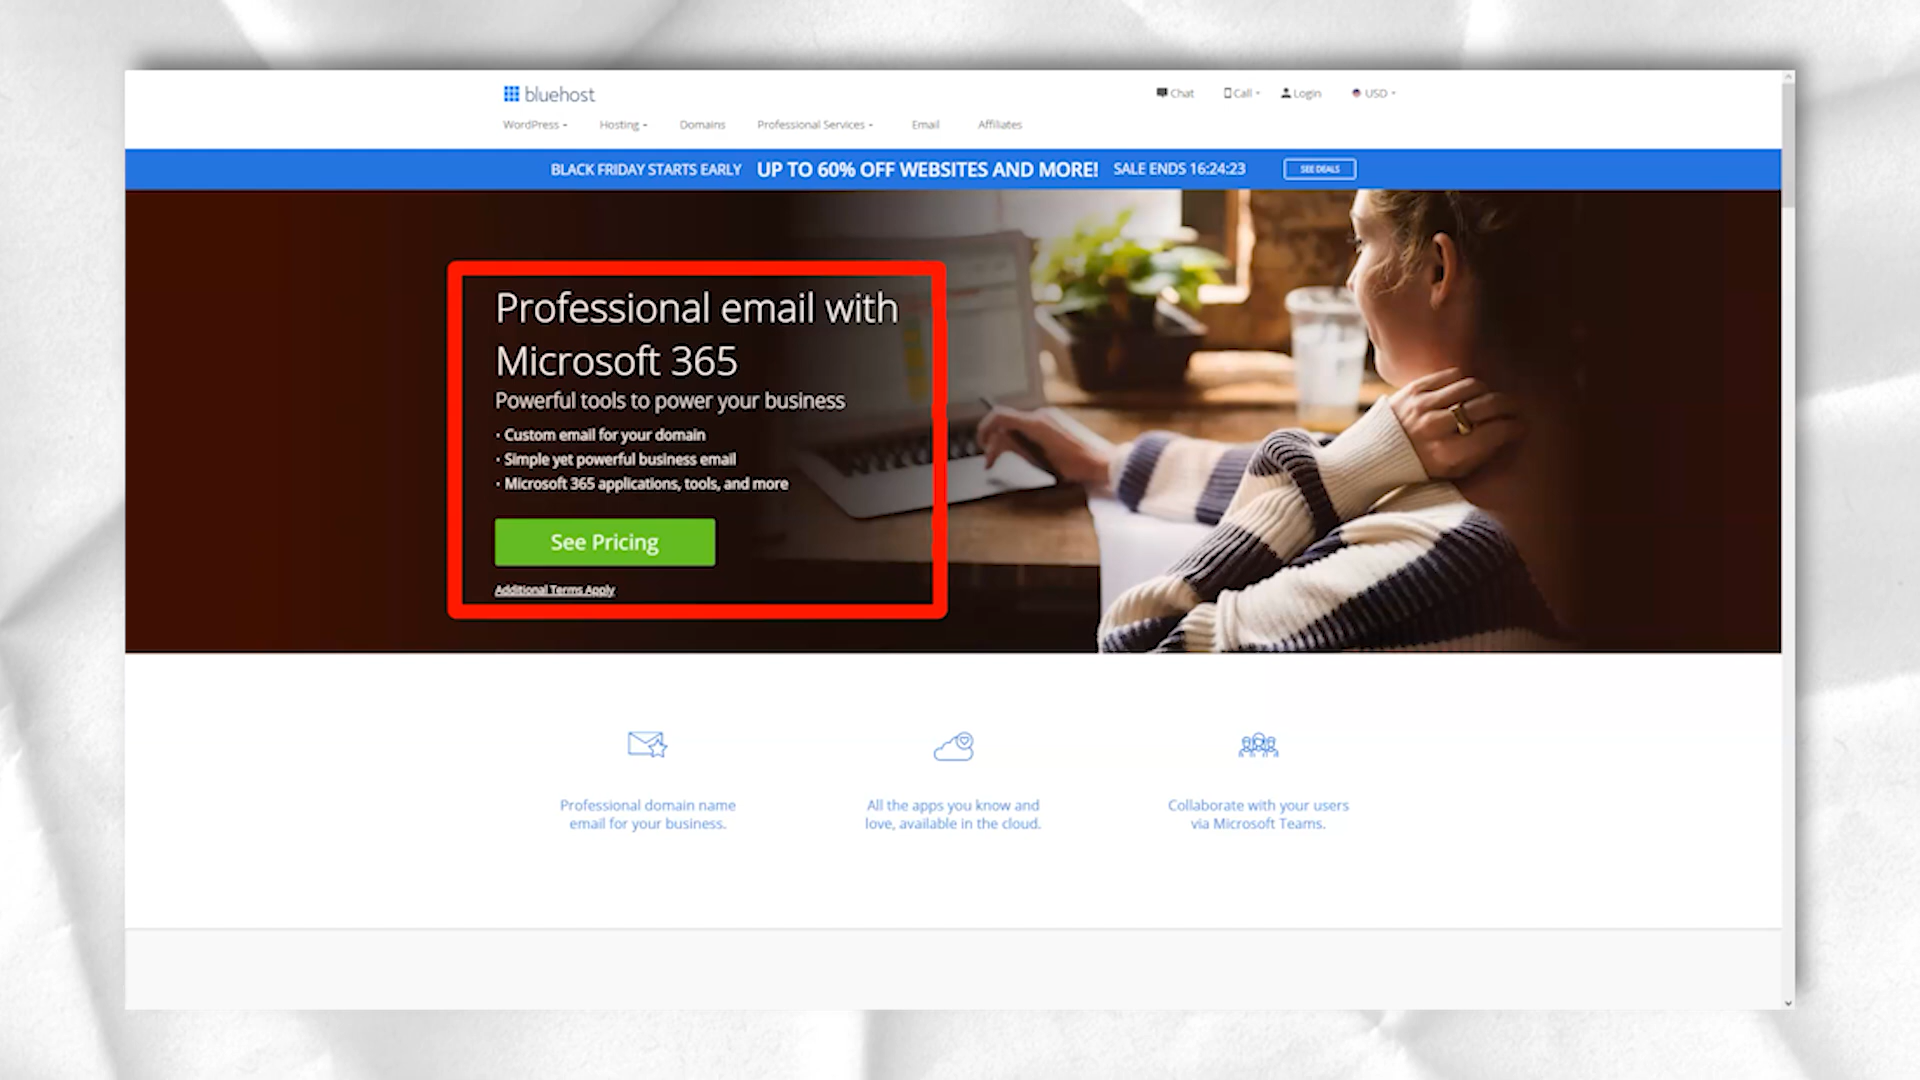 bluehost
Chat Call Login USD
WordPress Hosting Domains Professional Services Email Affiliates
BLACK FRIDAY STARTS EARLY UP TO 60% OFF WEBSITES AND MORE! SALE ENDS 16:24:23 SEE DEALS
Professional email with
Microsoft 365
Powerful tools to power your business
· Custom email for your domain
· Simple yet powerful business email
· Microsoft 365 applications, tools, and more
See Pricing
Additional Terms Apply
Professional domain name
email for your business.
All the apps you know and
love, available in the cloud.
Collaborate with your users
via Microsoft Teams.